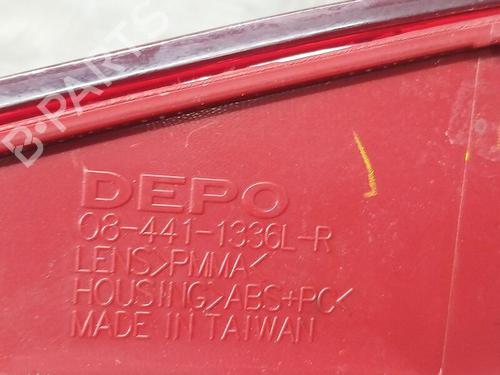 B-PARTS
DEPO
08-441-1336L-R
LENS>PMMA<
HOUSING>ABS+PC<
MADE IN TAIWAN